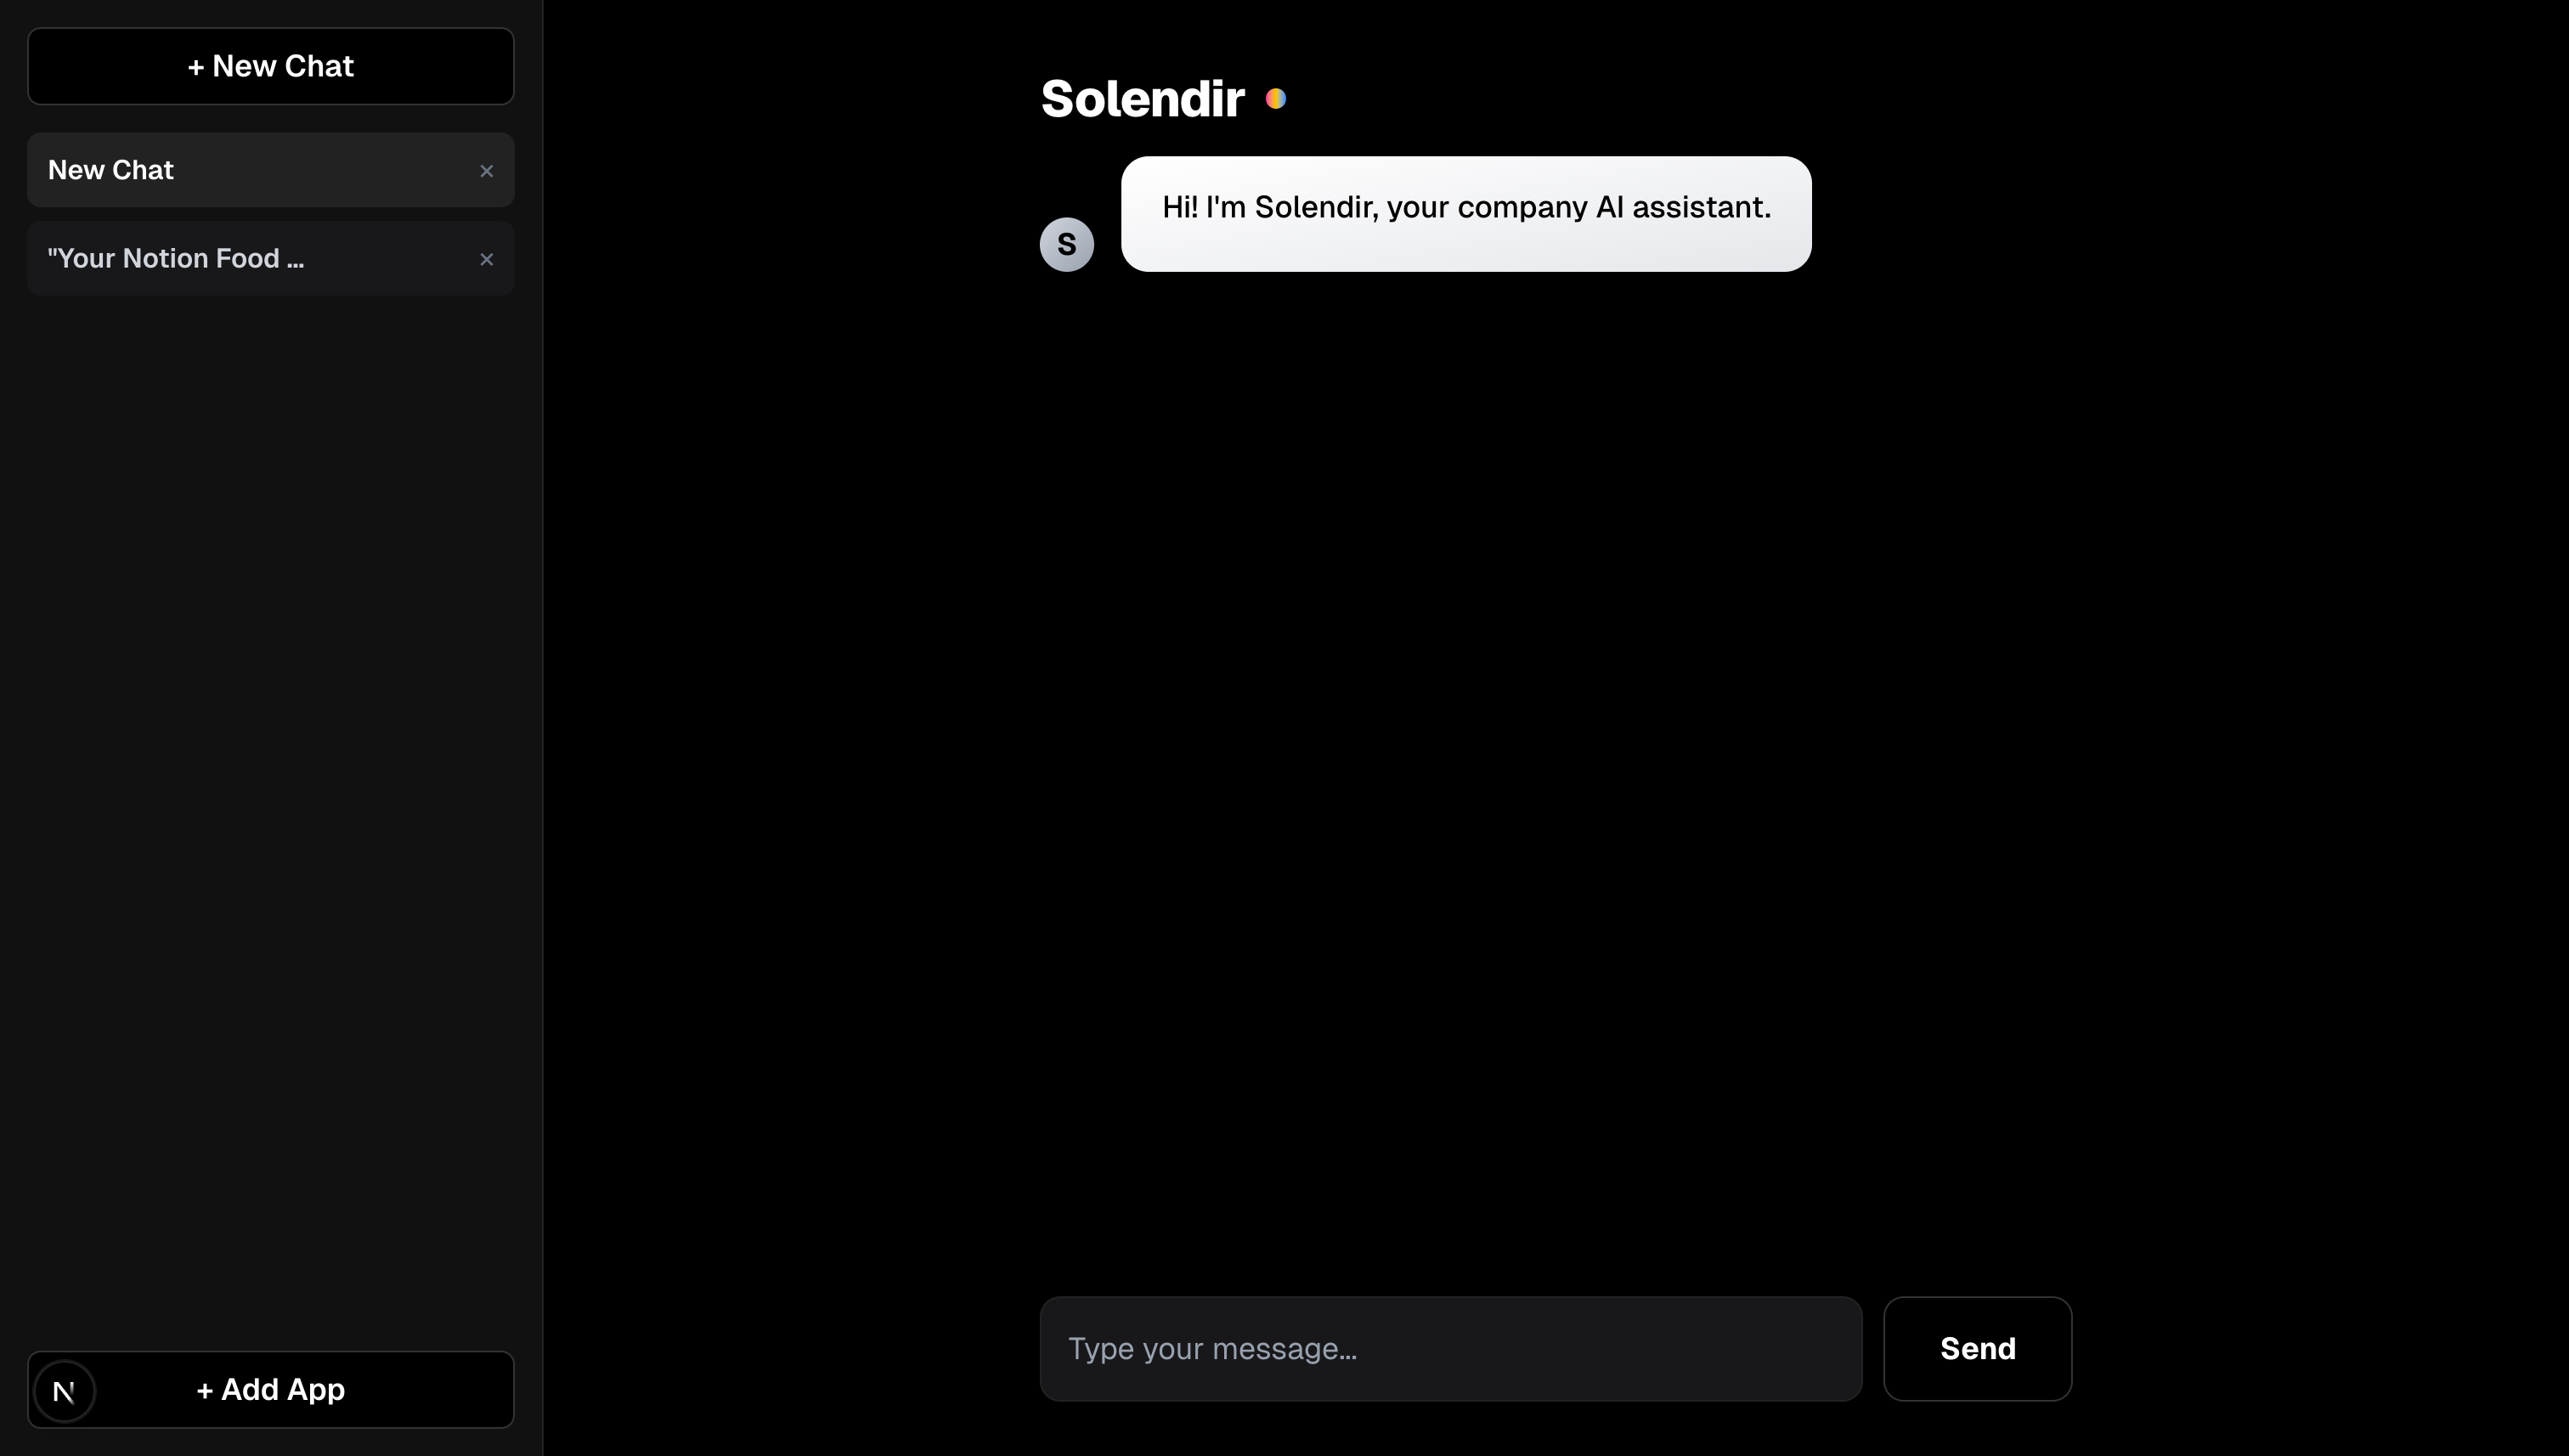 + New Chat
New Chat ×
"Your Notion Food ... ×
N
+ Add App
Solendir
S
Hi! I'm Solendir, your company AI assistant.
Type your message...
Send